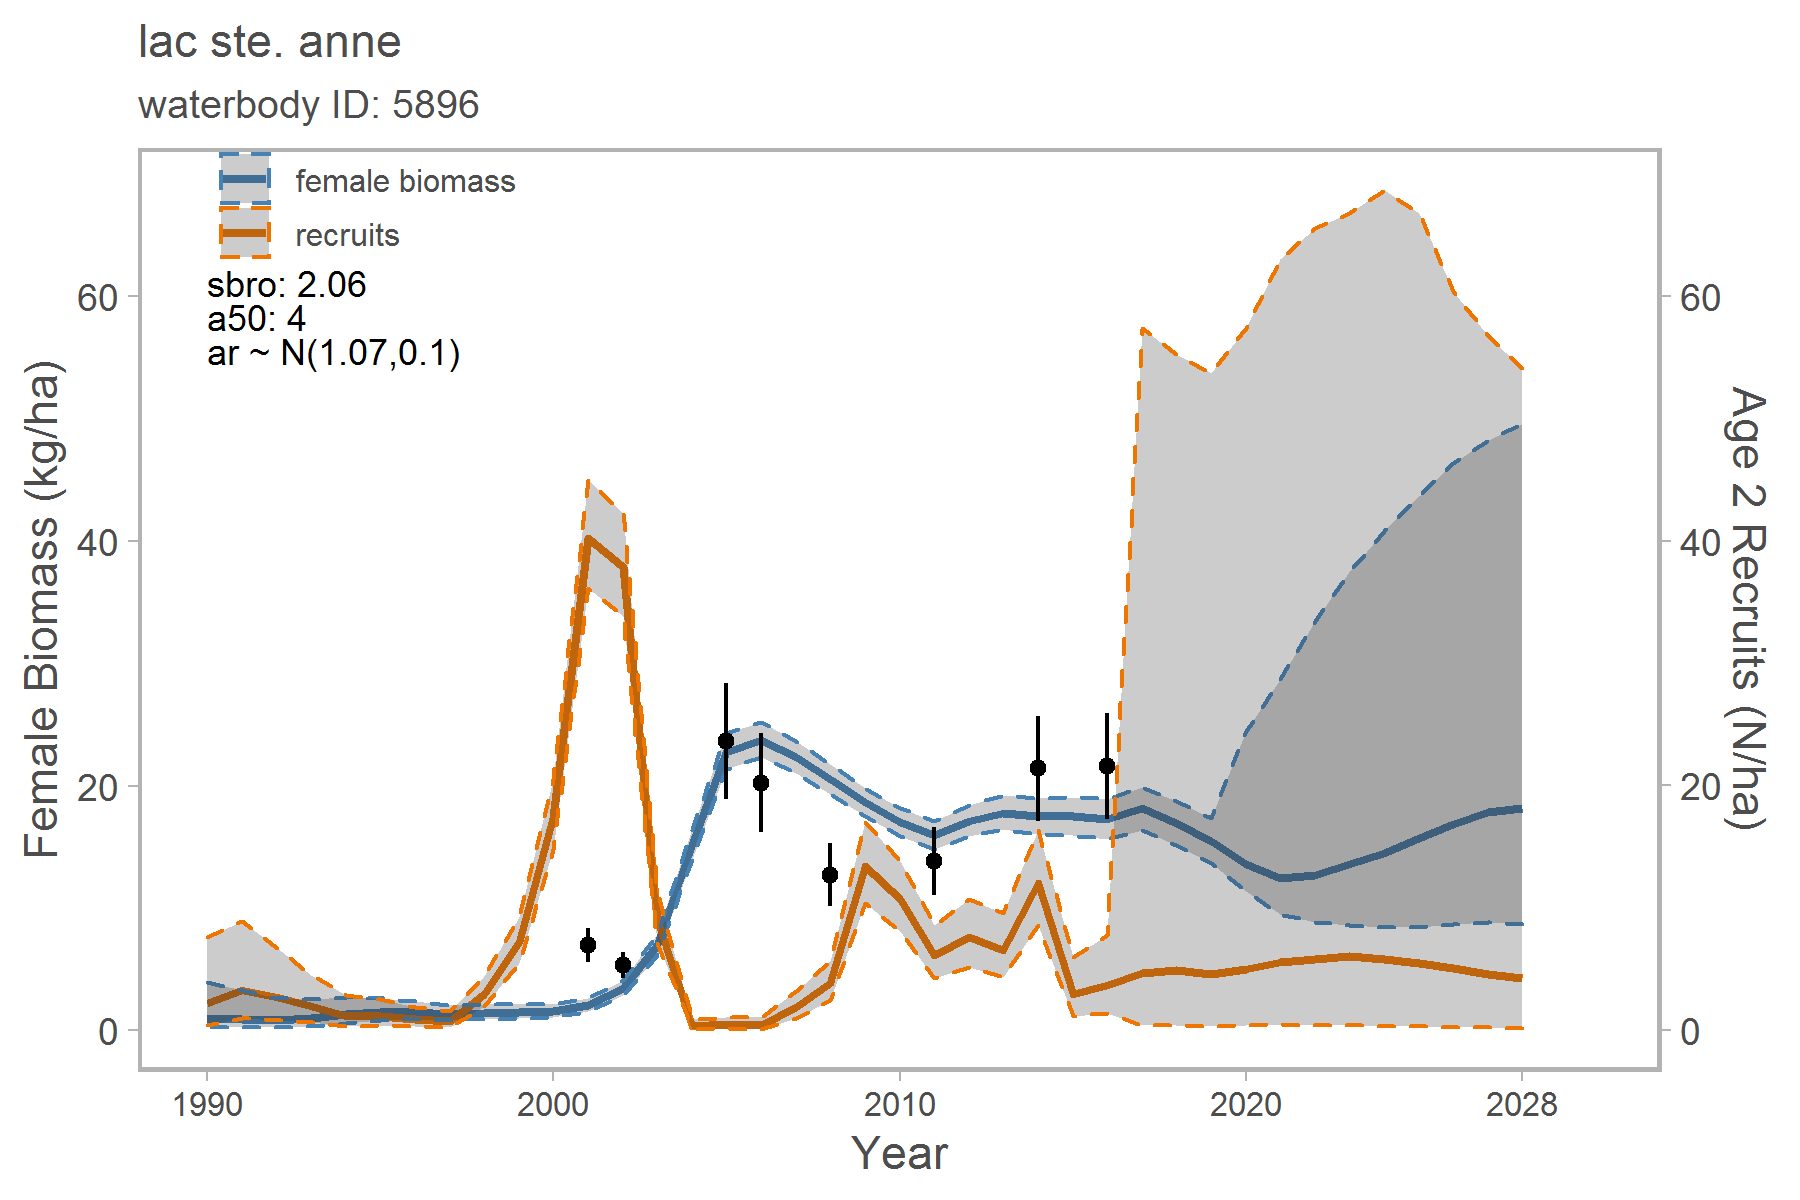 lac ste. anne
waterbody ID: 5896
female biomass
recruits
sbro: 2.06
a50: 4
ar ~ N(1.07,0.1)
60
40
20
0
Female Biomass (kg/ha)
60
40
20
0
Age 2 Recruits (N/ha)
1990
2000
2010
2020
2028
Year